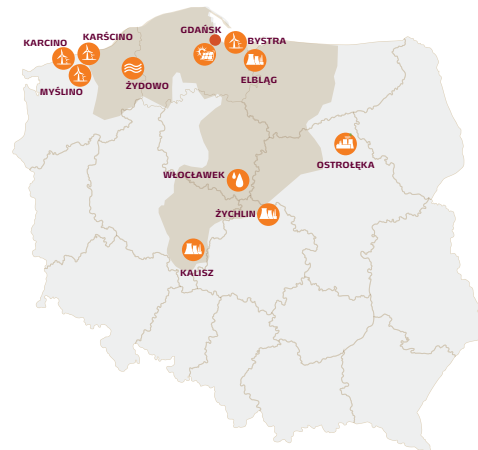 GDAŃSK
KARŚCINO
KARCINO
BYSTRA
ELBLĄG
ŻYDOWO
MYŚLINO
OSTROŁĘKA
WŁOCŁAWEK
ŻYCHLIN
KALISZ